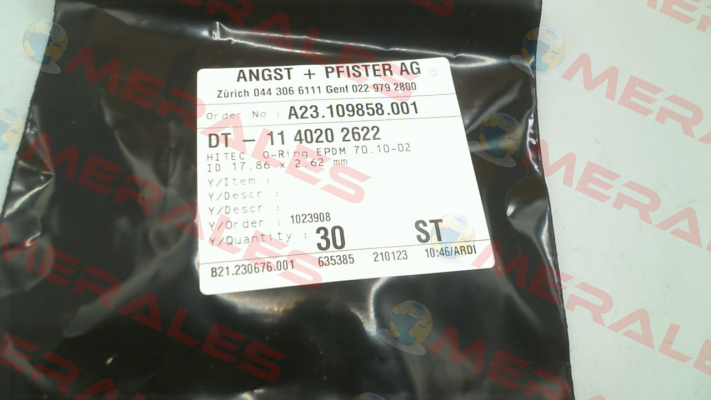 ANGST + PFISTER AG
Zürich 044 306 6111 Genf 022 979 2800
Order No : A23.109858.001
DT - 11 4020 2622
HITEC O-Ring EPDM 70.10-02
ID 17.86 x 2.62 mm
Y/Item :
Y/Descr :
Y/Descr :
Y/Order : 1023908
Y/Quantity : 30 ST
B21.230676.001 635385 210123 10:46/ARDI
MERALES
MERALES
MERALES
MERALES
MERALES